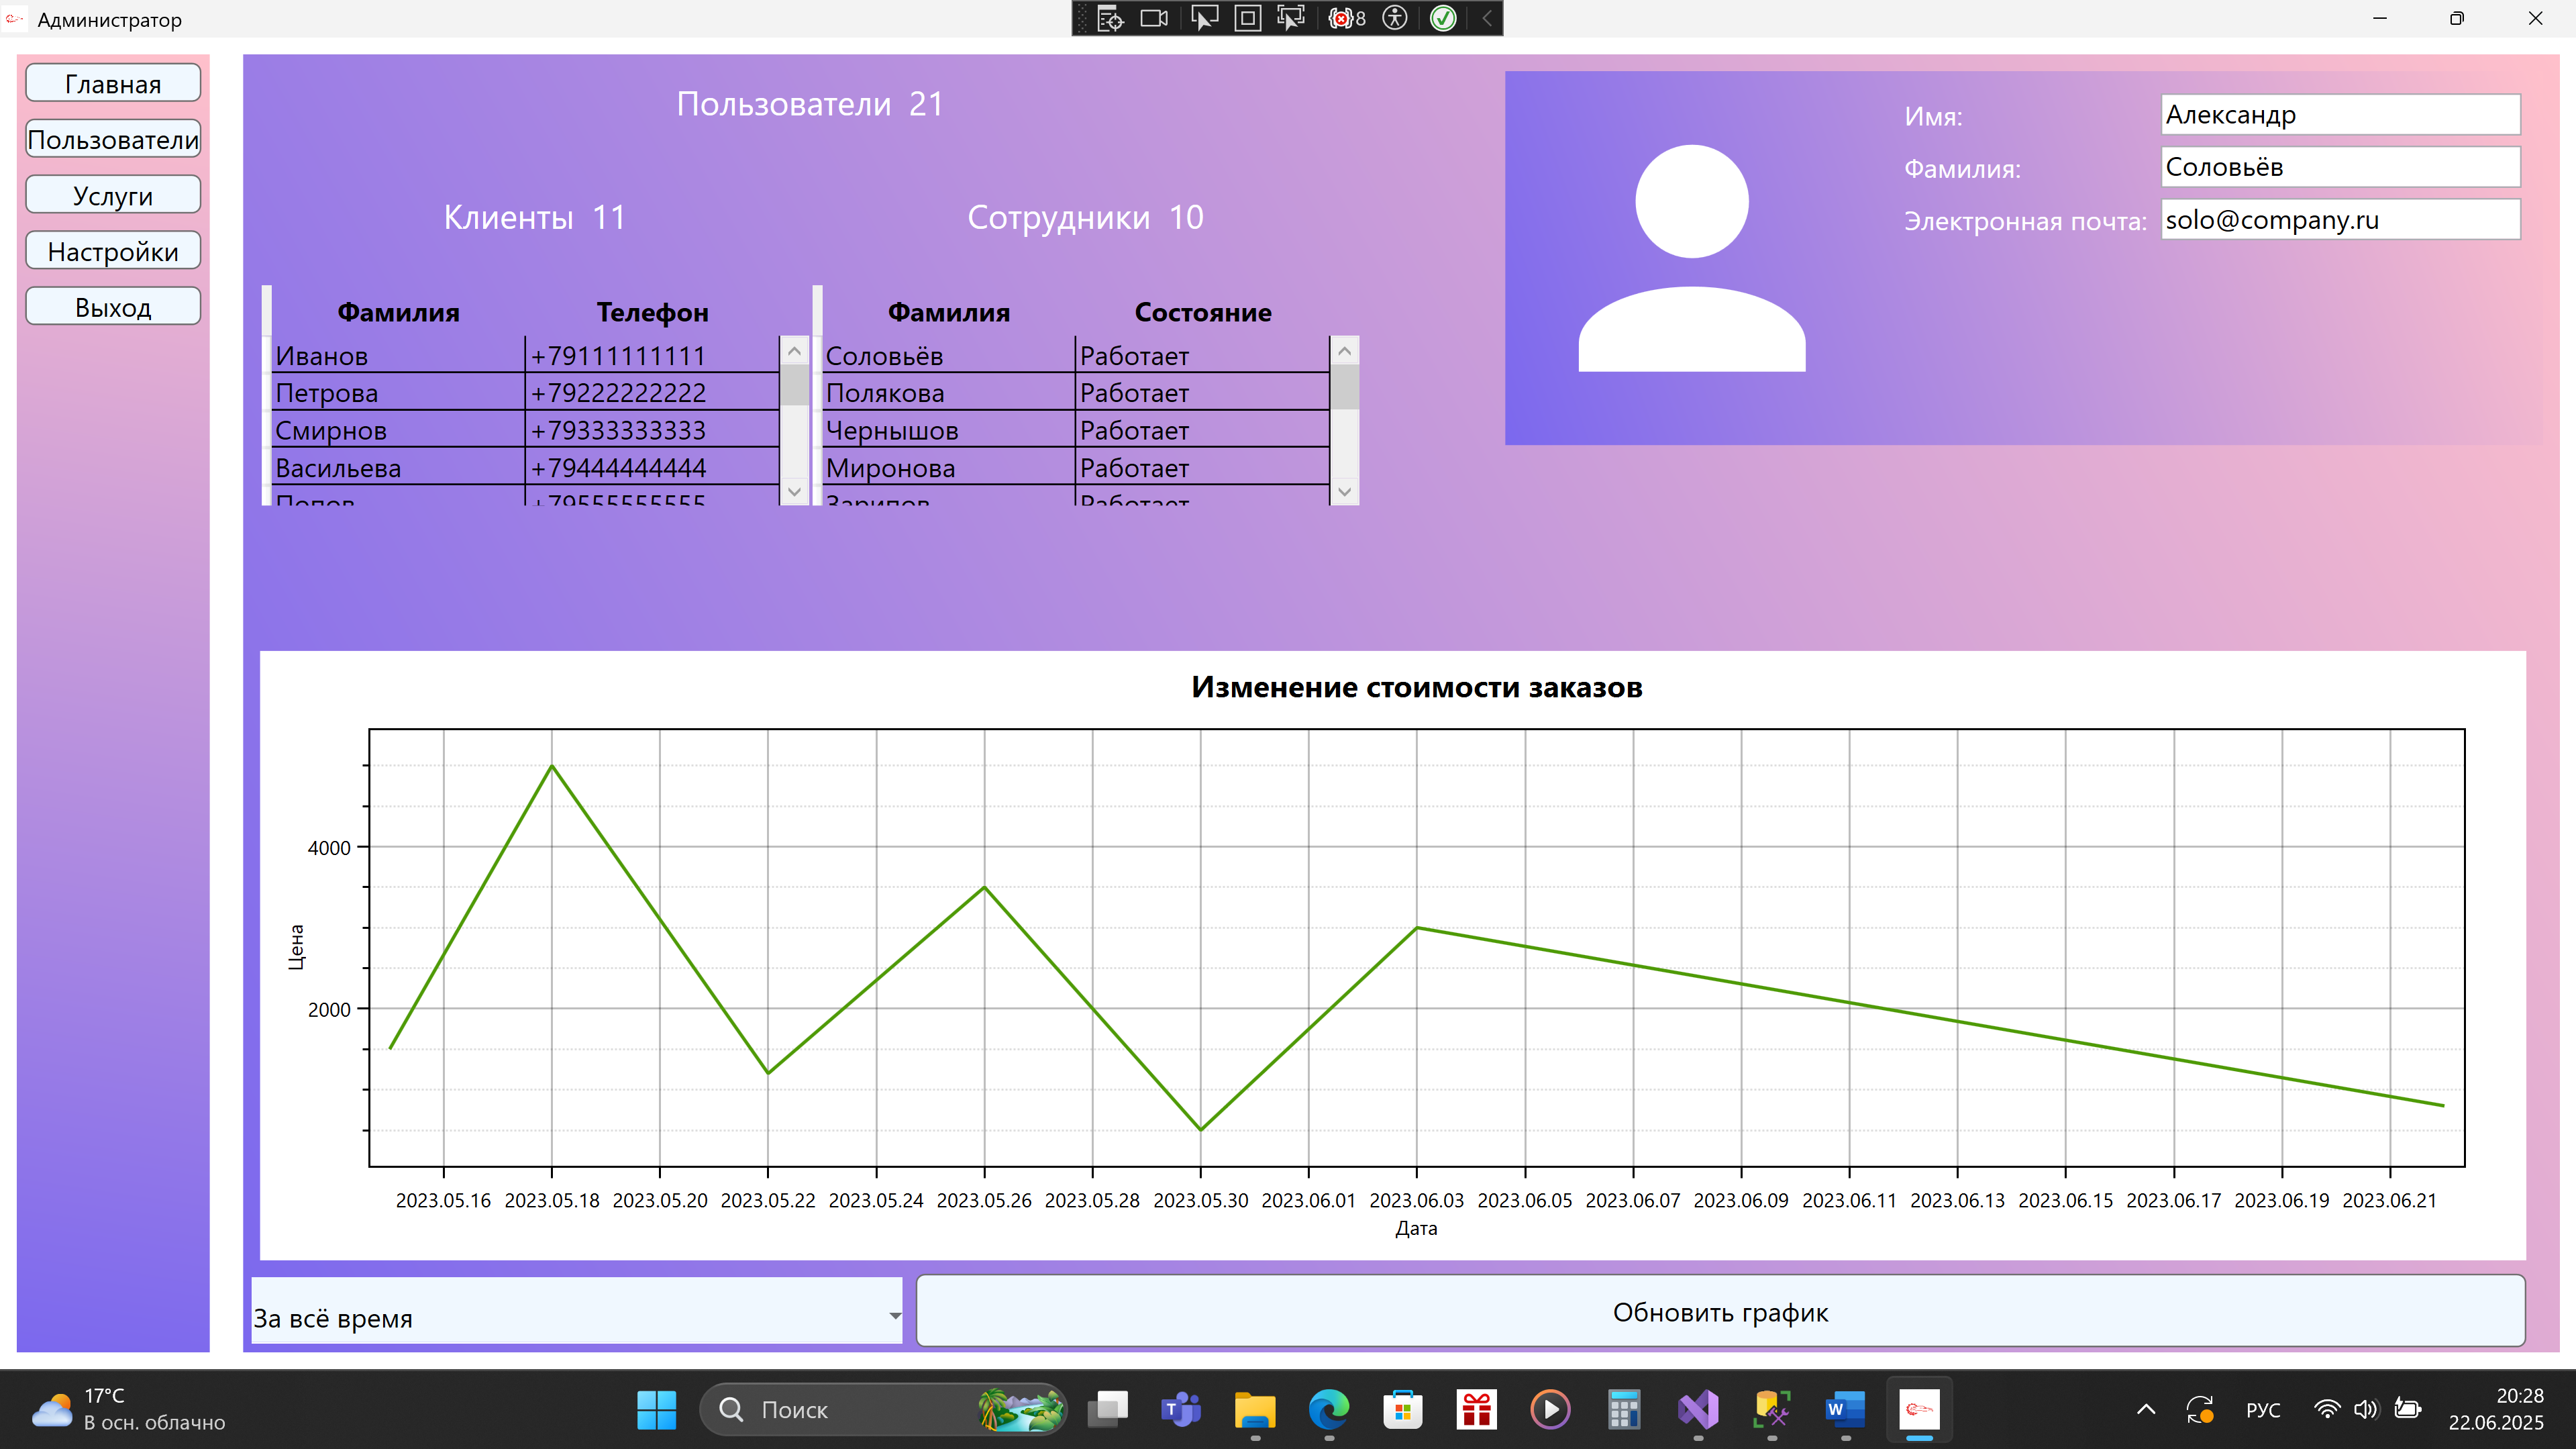 Администратор
8
Главная
Пользователи
Услуги
Настройки
Выход
Пользователи 21
Клиенты 11
Сотрудники 10
Фамилия Телефон
Иванов +79111111111
Петрова +79222222222
Смирнов +79333333333
Васильева +79444444444
Попов +79555555555
Фамилия Состояние
Соловьёв Работает
Полякова Работает
Чернышов Работает
Миронова Работает
Зарипов Работает
Имя: Александр
Фамилия: Соловьёв
Электронная почта: solo@company.ru
Изменение стоимости заказов
4000
2000
Цена
2023.05.16 2023.05.18 2023.05.20 2023.05.22 2023.05.24 2023.05.26 2023.05.28 2023.05.30 2023.06.01 2023.06.03 2023.06.05 2023.06.07 2023.06.09 2023.06.11 2023.06.13 2023.06.15 2023.06.17 2023.06.19 2023.06.21
Дата
За всё время
Обновить график
17°C
В осн. облачно
Поиск
РУС
20:28
22.06.2025